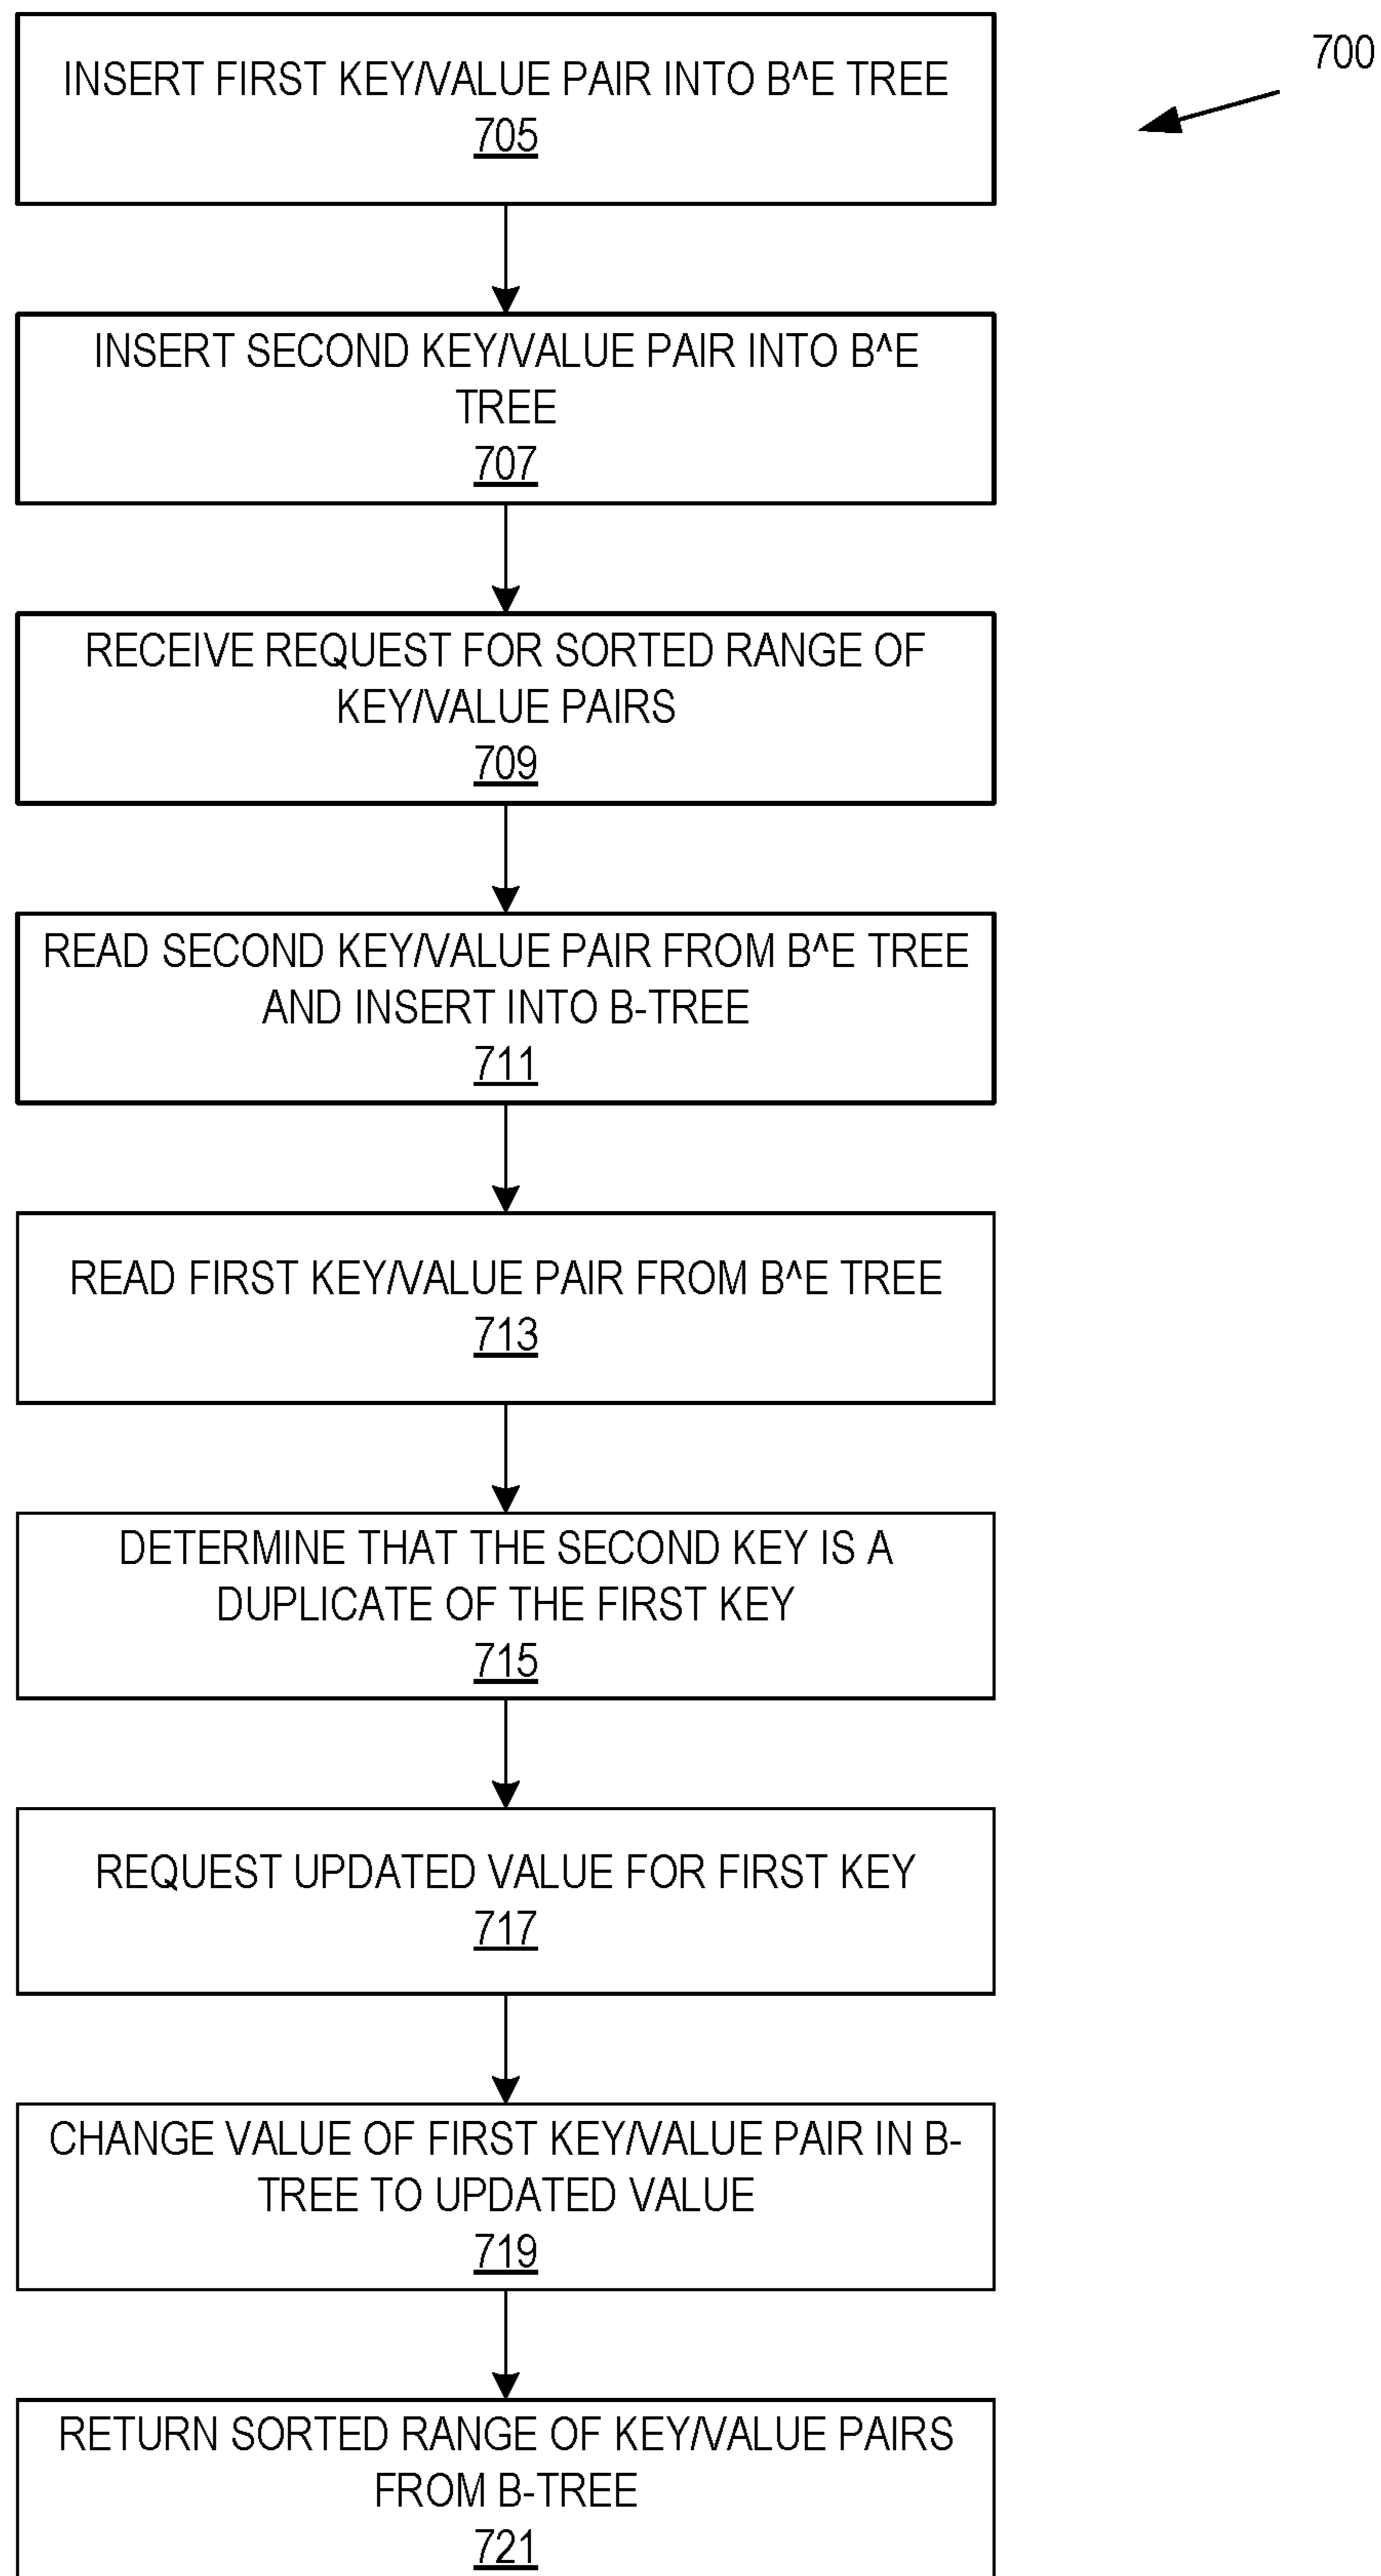 700
INSERT FIRST KEY/VALUE PAIR INTO B^E TREE
705
INSERT SECOND KEY/VALUE PAIR INTO B^E
TREE
707
RECEIVE REQUEST FOR SORTED RANGE OF
KEY/VALUE PAIRS
709
READ SECOND KEY/VALUE PAIR FROM B^E TREE
AND INSERT INTO B-TREE
711
READ FIRST KEY/VALUE PAIR FROM B^E TREE
713
DETERMINE THAT THE SECOND KEY IS A
DUPLICATE OF THE FIRST KEY
715
REQUEST UPDATED VALUE FOR FIRST KEY
717
CHANGE VALUE OF FIRST KEY/VALUE PAIR IN B-
TREE TO UPDATED VALUE
719
RETURN SORTED RANGE OF KEY/VALUE PAIRS
FROM B-TREE
721